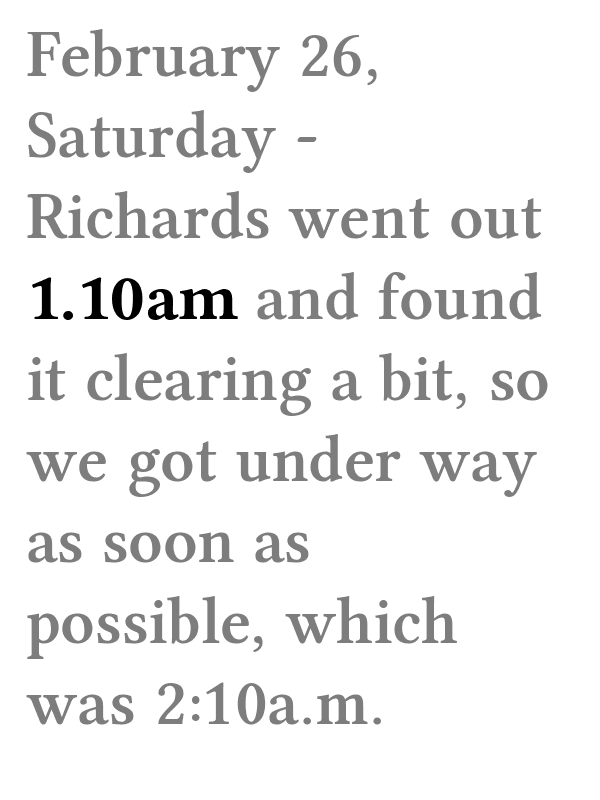 February 26,
Saturday -
Richards went out
1.10am and found
it clearing a bit, so
we got under way
as soon as
possible, which
was 2:10a.m.